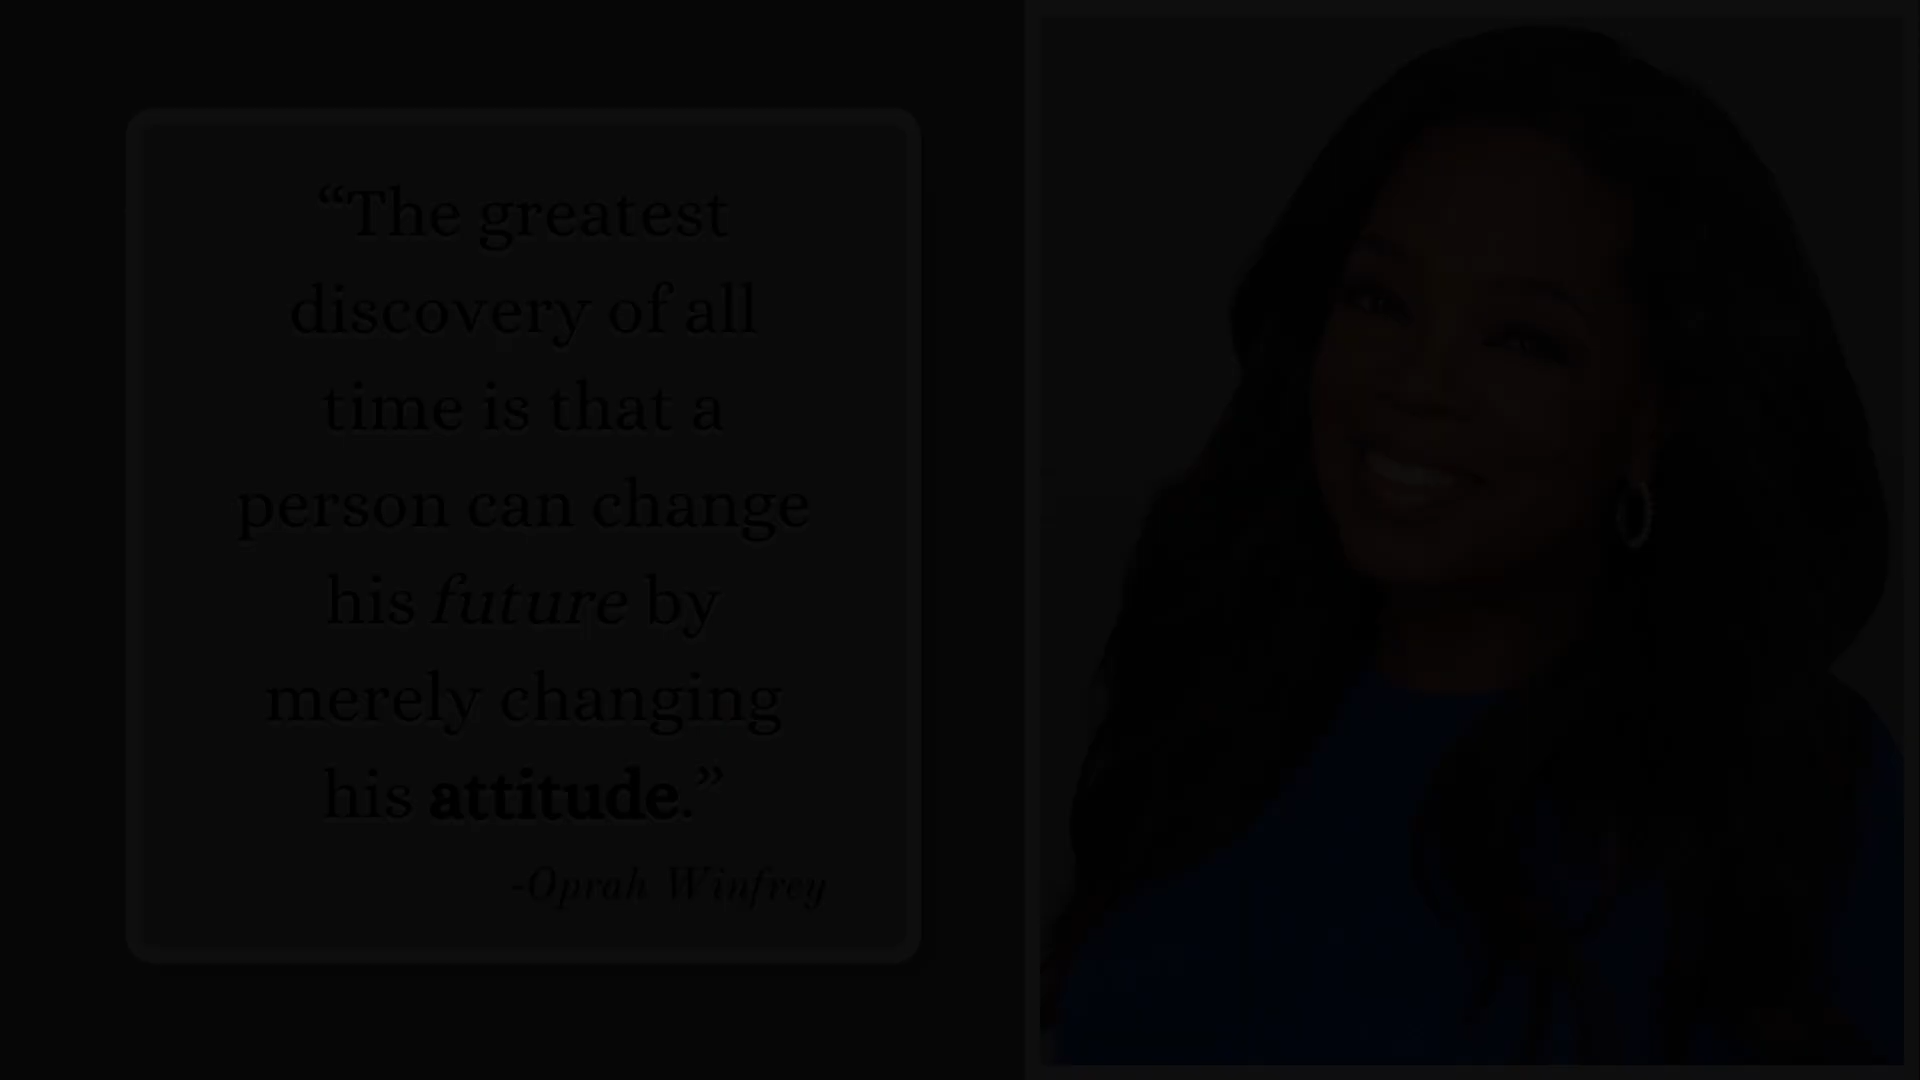 “The greatest
discovery of all
time is that a
person can change
his future by
merely changing
his attitude.”
-Oprah Winfrey